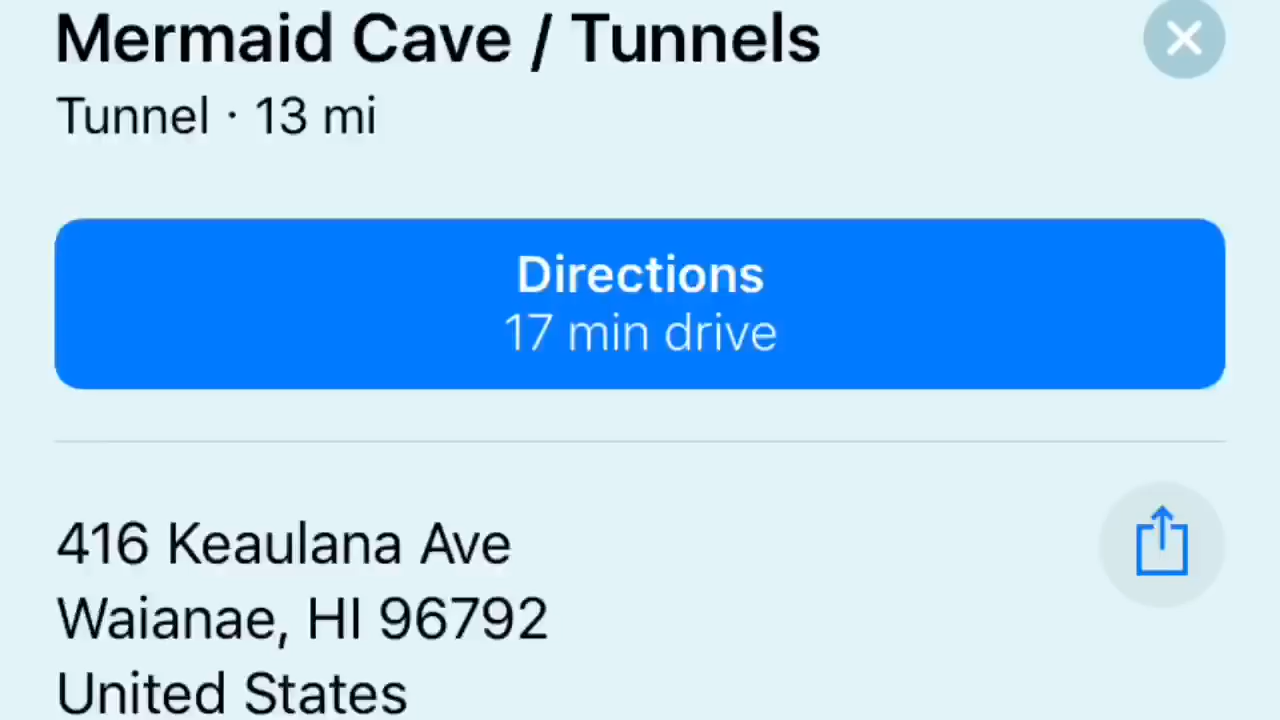 Mermaid Cave / Tunnels
Tunnel · 13 mi
Directions
17 min drive
416 Keaulana Ave
Waianae, HI 96792
United States